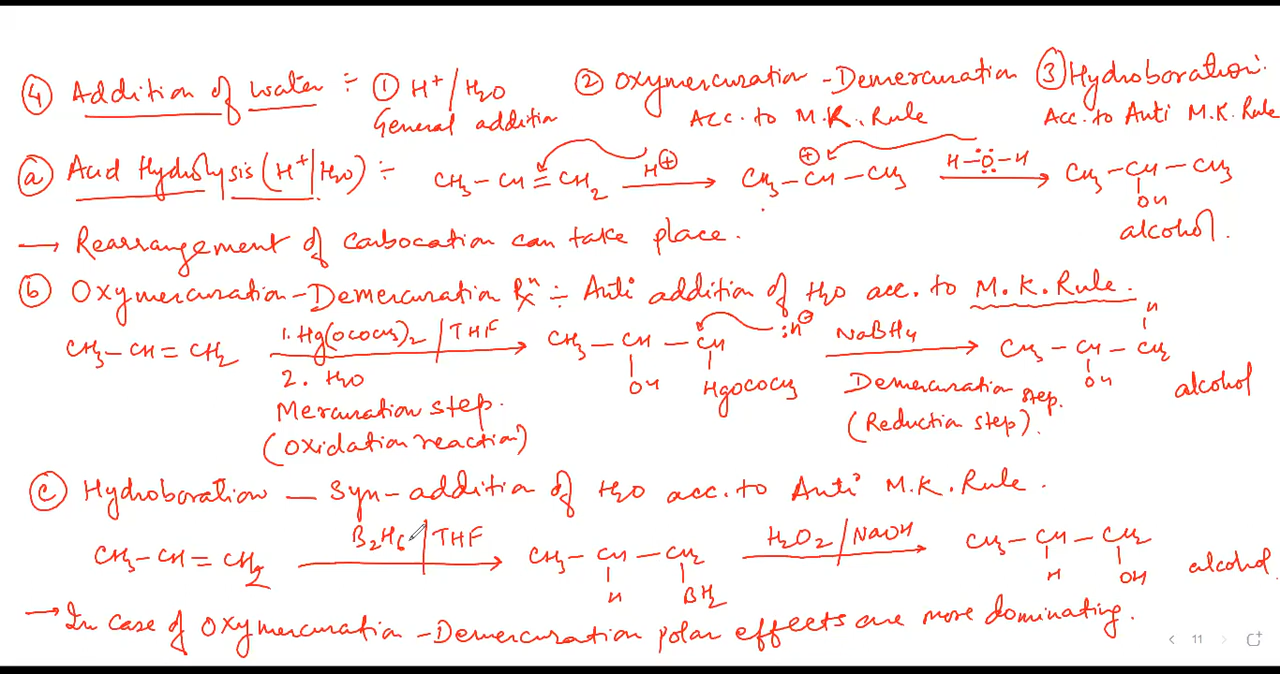 ④ Addition of water :- ① H⁺/H₂O ② Oxymercuration-Demercuration ③ Hydroboration:
General addition Acc. to M.K. Rule Acc. to Anti M.K. Rule
ⓐ Acid Hydrolysis (H⁺/H₂O) :- CH₃-CH=CH₂ H⊕ CH₃-CH-CH₃ ⊕ H-O-H CH₃-CH-CH₃
OH
alcohol.
→ Rearrangement of Carbocation can take place.
ⓑ Oxymercuration-Demercuration Rxⁿ :- Anti addition of H₂O acc. to M.K. Rule.
CH₃-CH=CH₂ 1. Hg(OCOCH₃)₂/THF CH₃-CH-CH :H⊖ NaBH₄ CH₃-CH-CH₂ H
2. H₂O OH HgOCOCH₃ OH alcohol
Mercuration step. Demercuration step.
(Oxidation reaction) (Reduction step).
ⓒ Hydroboration - Syn-addition of H₂O acc. to Anti M.K. Rule.
CH₃-CH=CH₂ B₂H₆/THF CH₃-CH-CH₂ H₂O₂/NaOH CH₃-CH-CH₂
H BH₂ H OH alcohol.
→ In case of Oxymercuration-Demercuration polar effects are more dominating.
11